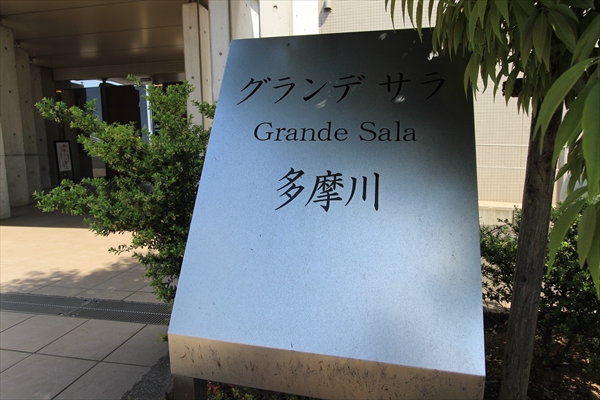 グランデ サラ
Grande Sala
多摩川